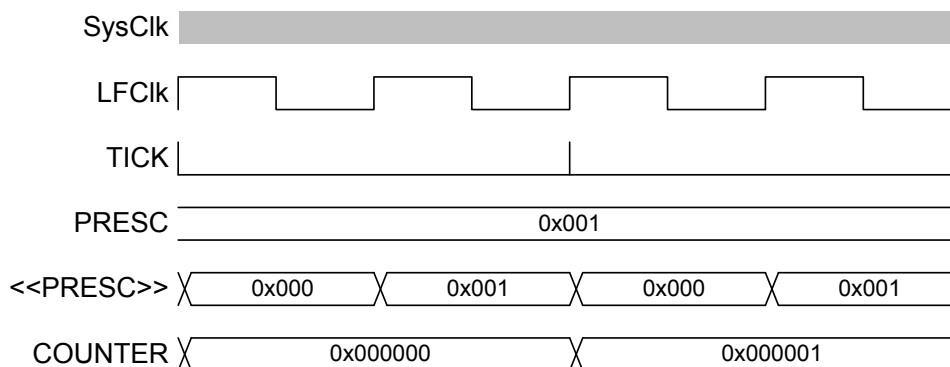 SysClk
LFClk
TICK
PRESC 0x001
<<PRESC>> 0x000 0x001 0x000 0x001
COUNTER 0x000000 0x000001